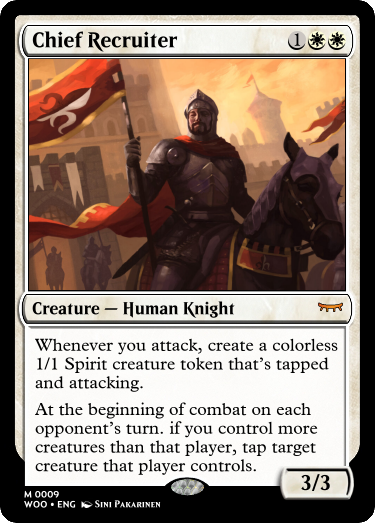 Chief Recruiter 1
Creature — Human Knight
Whenever you attack, create a colorless
1/1 Spirit creature token that's tapped
and attacking.
At the beginning of combat on each
opponent's turn. if you control more
creatures than that player, tap target
creature that player controls.
3/3
M 0009
WOO • ENG Sini Pakarinen